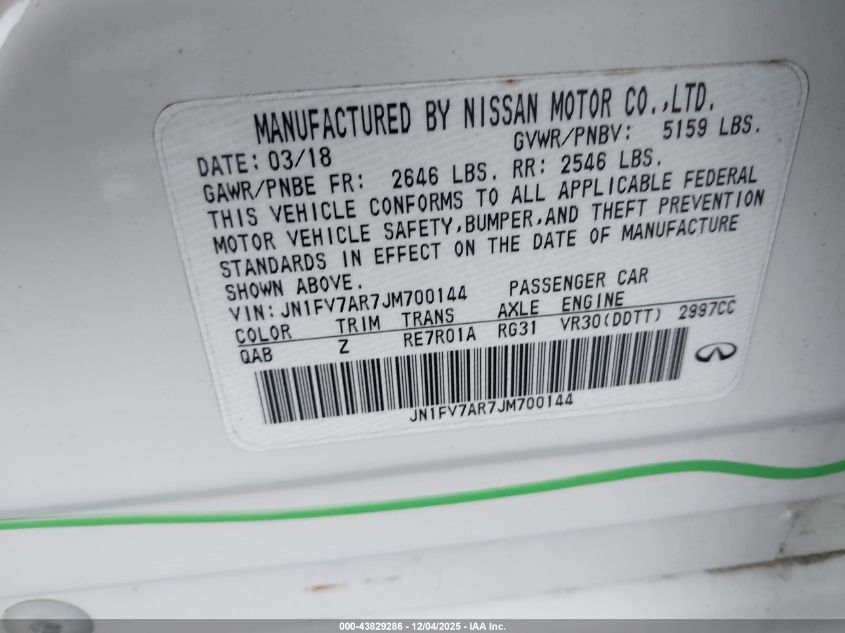 MANUFACTURED BY NISSAN MOTOR CO.,LTD.
DATE: 03/18 GVWR/PNBV: 5159 LBS.
GAWR/PNBE FR: 2646 LBS. RR: 2546 LBS.
THIS VEHICLE CONFORMS TO ALL APPLICABLE FEDERAL
MOTOR VEHICLE SAFETY,BUMPER,AND THEFT PREVENTION
STANDARDS IN EFFECT ON THE DATE OF MANUFACTURE
SHOWN ABOVE.
VIN: JN1FV7AR7JM700144 PASSENGER CAR
COLOR TRIM TRANS AXLE ENGINE
QAB Z RE7R01A RG31 VR30(DDTT) 2997CC
JN1FV7AR7JM700144
000-43829286 - 12/04/2025 - IAA Inc.